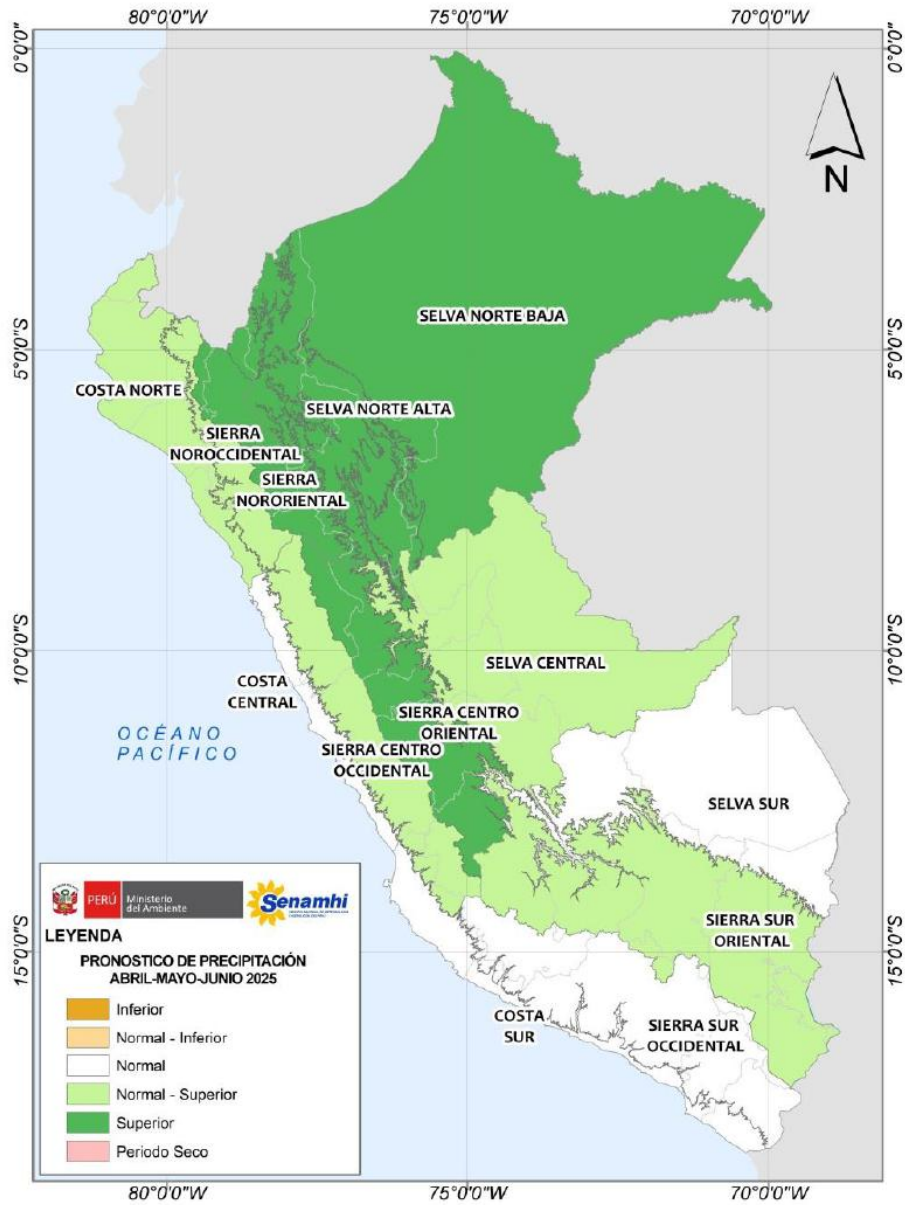 80°0'0"W 75°0'0"W 70°0'0"W
0°0'0"
0°0'0"
N
SELVA NORTE BAJA
5°0'0"S
5°0'0"S
COSTA NORTE
SELVA NORTE ALTA
SIERRA
NOROCCIDENTAL
SIERRA
NORORIENTAL
10°0'0"S
10°0'0"S
SELVA CENTRAL
COSTA
CENTRAL
SIERRA CENTRO
ORIENTAL
OCÉANO
PACÍFICO
SIERRA CENTRO
OCCIDENTAL
SELVA SUR
SIERRA SUR
ORIENTAL
15°0'0"S
15°0'0"S
COSTA
SUR
SIERRA SUR
OCCIDENTAL
PERÚ
Ministerio
del Ambiente
Senamhi
LEYENDA
PRONOSTICO DE PRECIPITACIÓN
ABRIL-MAYO-JUNIO 2025
Inferior
Normal - Inferior
Normal
Normal - Superior
Superior
Periodo Seco
80°0'0"W 75°0'0"W 70°0'0"W